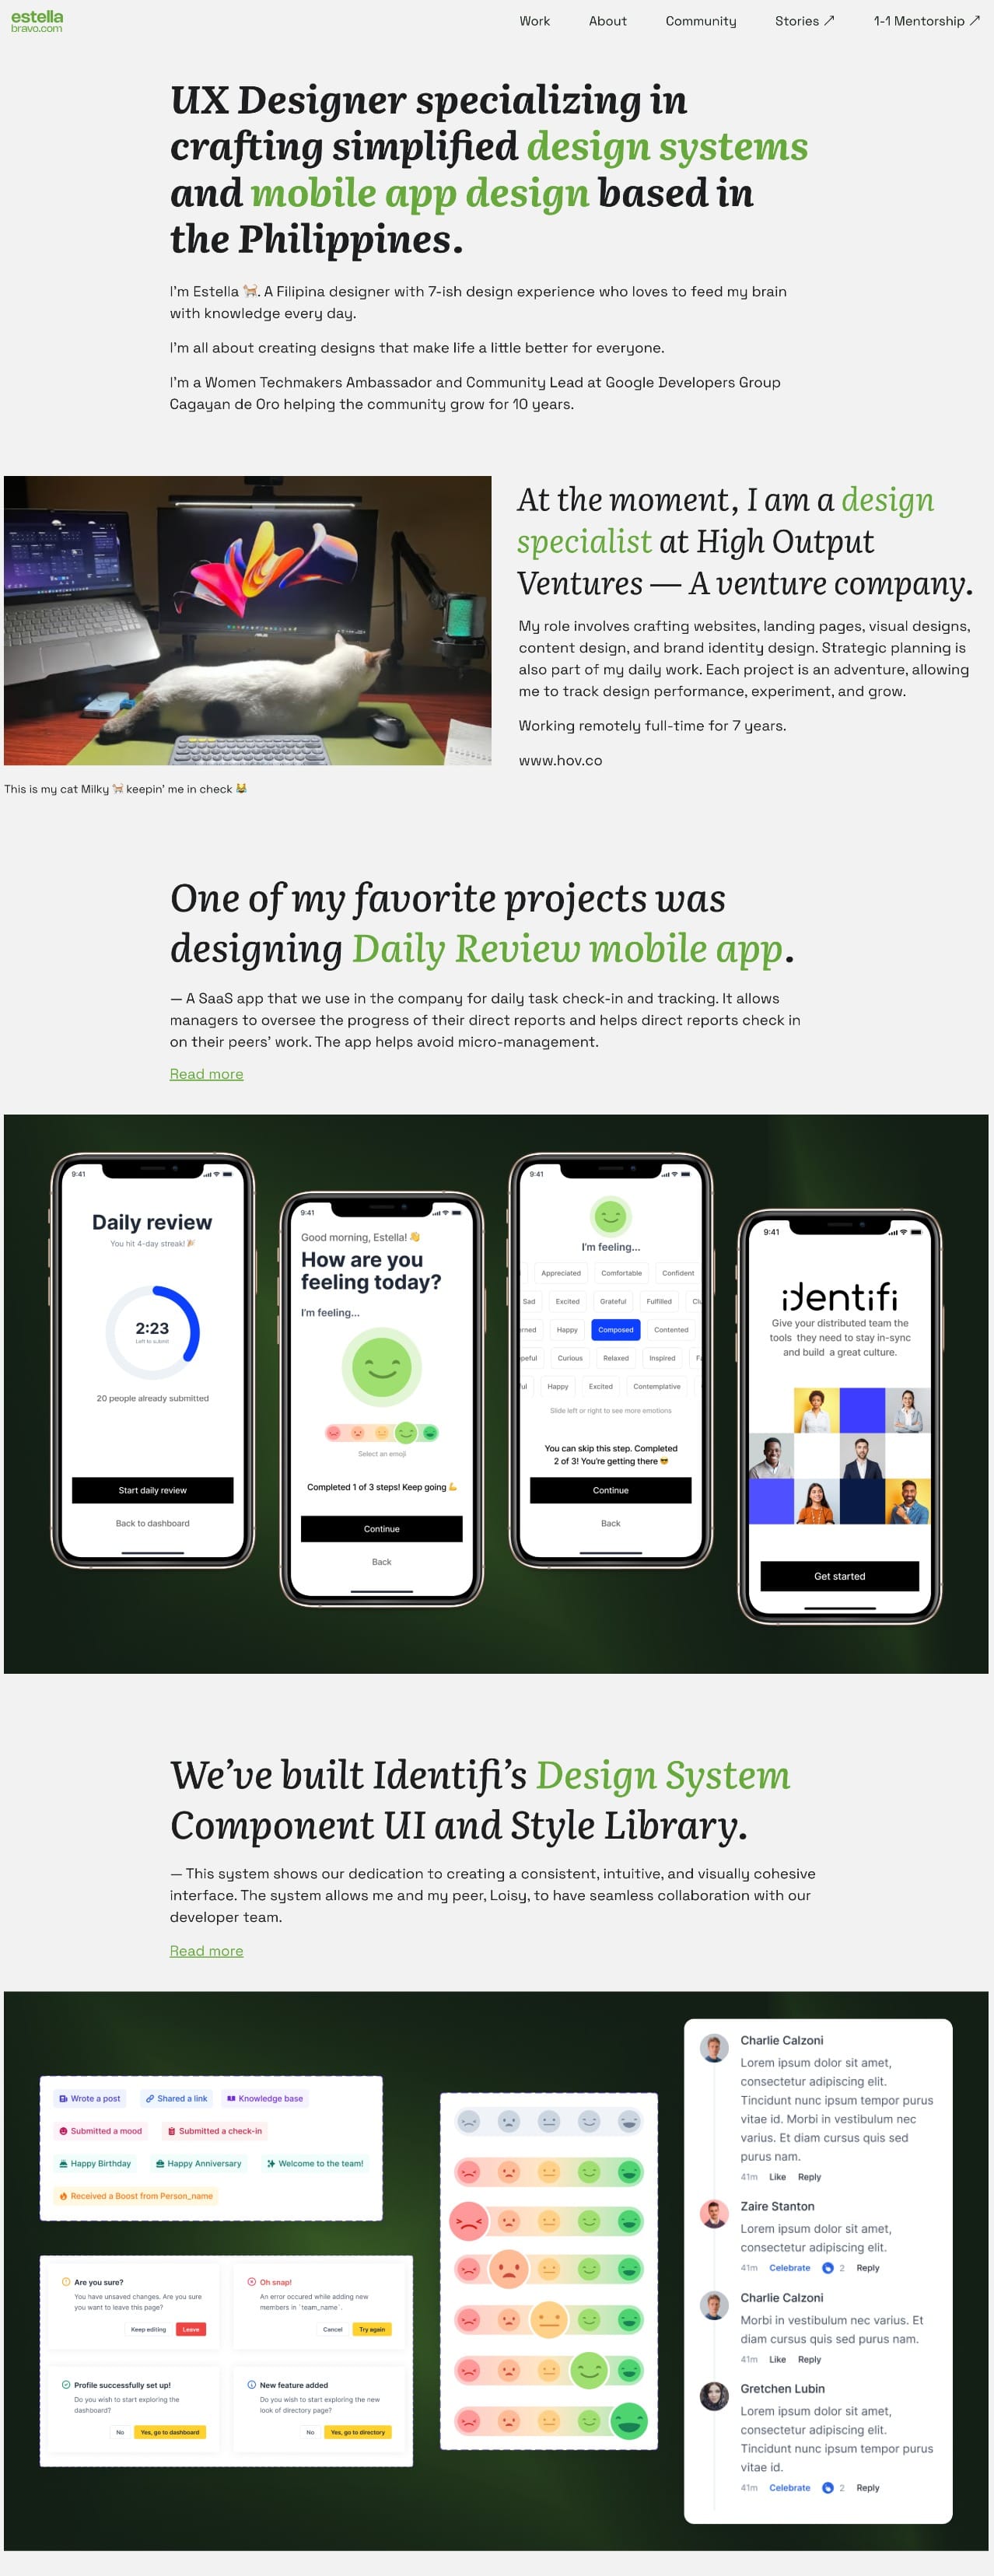 estella
bravo.com
Work
About
Community
Stories ↗
1-1 Mentorship ↗
UX Designer specializing in
crafting simplified design systems
and mobile app design based in
the Philippines.
I'm Estella 🐈. A Filipina designer with 7-ish design experience who loves to feed my brain
with knowledge every day.
I'm all about creating designs that make life a little better for everyone.
I'm a Women Techmakers Ambassador and Community Lead at Google Developers Group
Cagayan de Oro helping the community grow for 10 years.
This is my cat Milky 🐈 keepin' me in check 😹
At the moment, I am a design
specialist at High Output
Ventures — A venture company.
My role involves crafting websites, landing pages, visual designs,
content design, and brand identity design. Strategic planning is
also part of my daily work. Each project is an adventure, allowing
me to track design performance, experiment, and grow.
Working remotely full-time for 7 years.
www.hov.co
One of my favorite projects was
designing Daily Review mobile app.
— A SaaS app that we use in the company for daily task check-in and tracking. It allows
managers to oversee the progress of their direct reports and helps direct reports check in
on their peers' work. The app helps avoid micro-management.
Read more
9:41
Daily review
You hit 4-day streak! 🎉
2:23
Left to submit
20 people already submitted
Start daily review
Back to dashboard
9:41
Good morning, Estella! 👋
How are you
feeling today?
I'm feeling...
Select an emoji
Completed 1 of 3 steps! Keep going 💪
Continue
Back
9:41
I'm feeling...
Appreciated Comfortable Confident
Sad Excited Grateful Fulfilled
Happy Composed Contented
Curious Relaxed Inspired
Happy Excited Contemplative
Slide left or right to see more emotions
You can skip this step. Completed
2 of 3! You're getting there 😎
Continue
Back
9:41
identifi
Give your distributed team the
tools they need to stay in-sync
and build a great culture.
Get started
We've built Identifi's Design System
Component UI and Style Library.
— This system shows our dedication to creating a consistent, intuitive, and visually cohesive
interface. The system allows me and my peer, Loisy, to have seamless collaboration with our
developer team.
Read more
Wrote a post Shared a link Knowledge base
Submitted a mood Submitted a check-in
Happy Birthday Happy Anniversary Welcome to the team!
Received a Boost from Person_name
Are you sure?
You have unsaved changes. Are you sure
you want to leave this page?
Keep editing Leave
Oh snap!
An error occured while adding new
members in `team_name`.
Cancel Try again
Profile successfully set up!
Do you wish to start exploring the
dashboard?
No Yes, go to dashboard
New feature added
Do you wish to start exploring the new
look of directory page?
No Yes, go to directory
Charlie Calzoni
Lorem ipsum dolor sit amet,
consectetur adipiscing elit.
Tincidunt nunc ipsum tempor purus
vitae id. Morbi in vestibulum nec
varius. Et diam cursus quis sed
purus nam.
41m Like Reply
Zaire Stanton
Lorem ipsum dolor sit amet,
consectetur adipiscing elit.
41m Celebrate 2 Reply
Charlie Calzoni
Morbi in vestibulum nec varius. Et
diam cursus quis sed purus nam.
41m Like Reply
Gretchen Lubin
Lorem ipsum dolor sit amet,
consectetur adipiscing elit.
Tincidunt nunc ipsum tempor purus
vitae id.
41m Celebrate 2 Reply